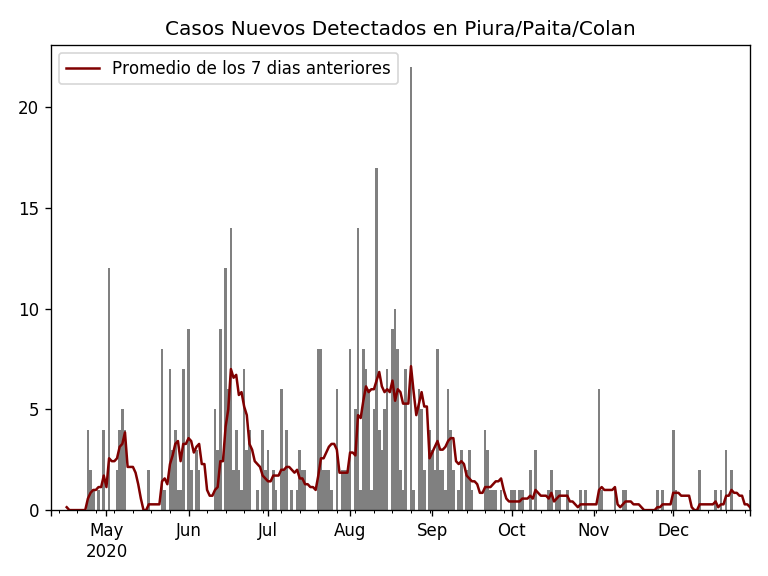 Casos Nuevos Detectados en Piura/Paita/Colan
Promedio de los 7 dias anteriores
20
15
10
5
0
May Jun Jul Aug Sep Oct Nov Dec
2020